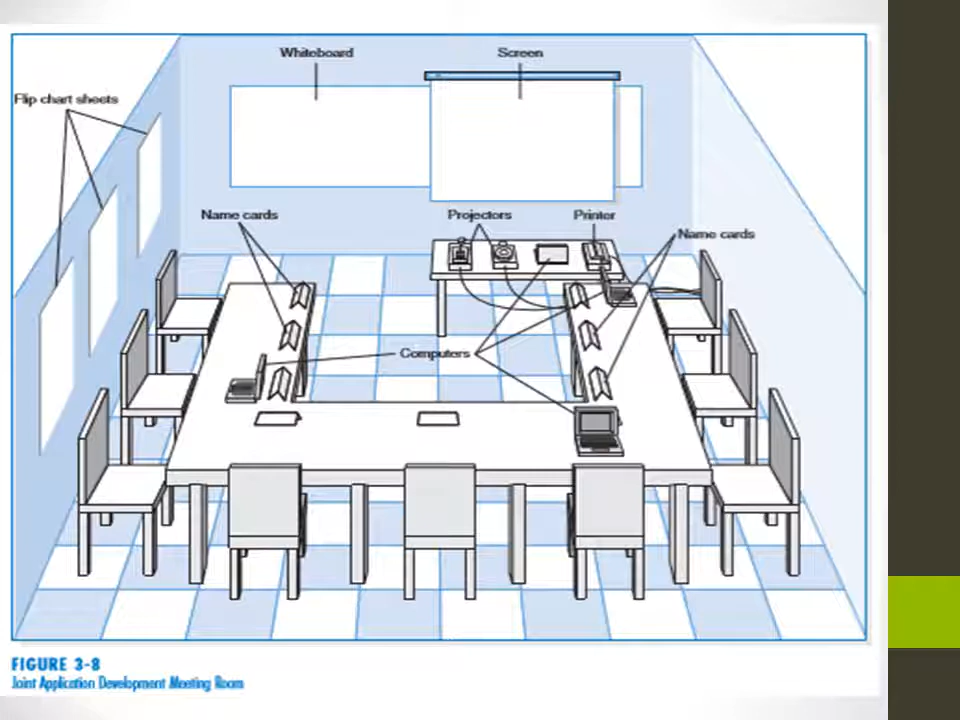 Whiteboard
Screen
Flip chart sheets
Name cards
Projectors
Printer
Name cards
Computers
FIGURE 3-8
Joint Application Development Meeting Room